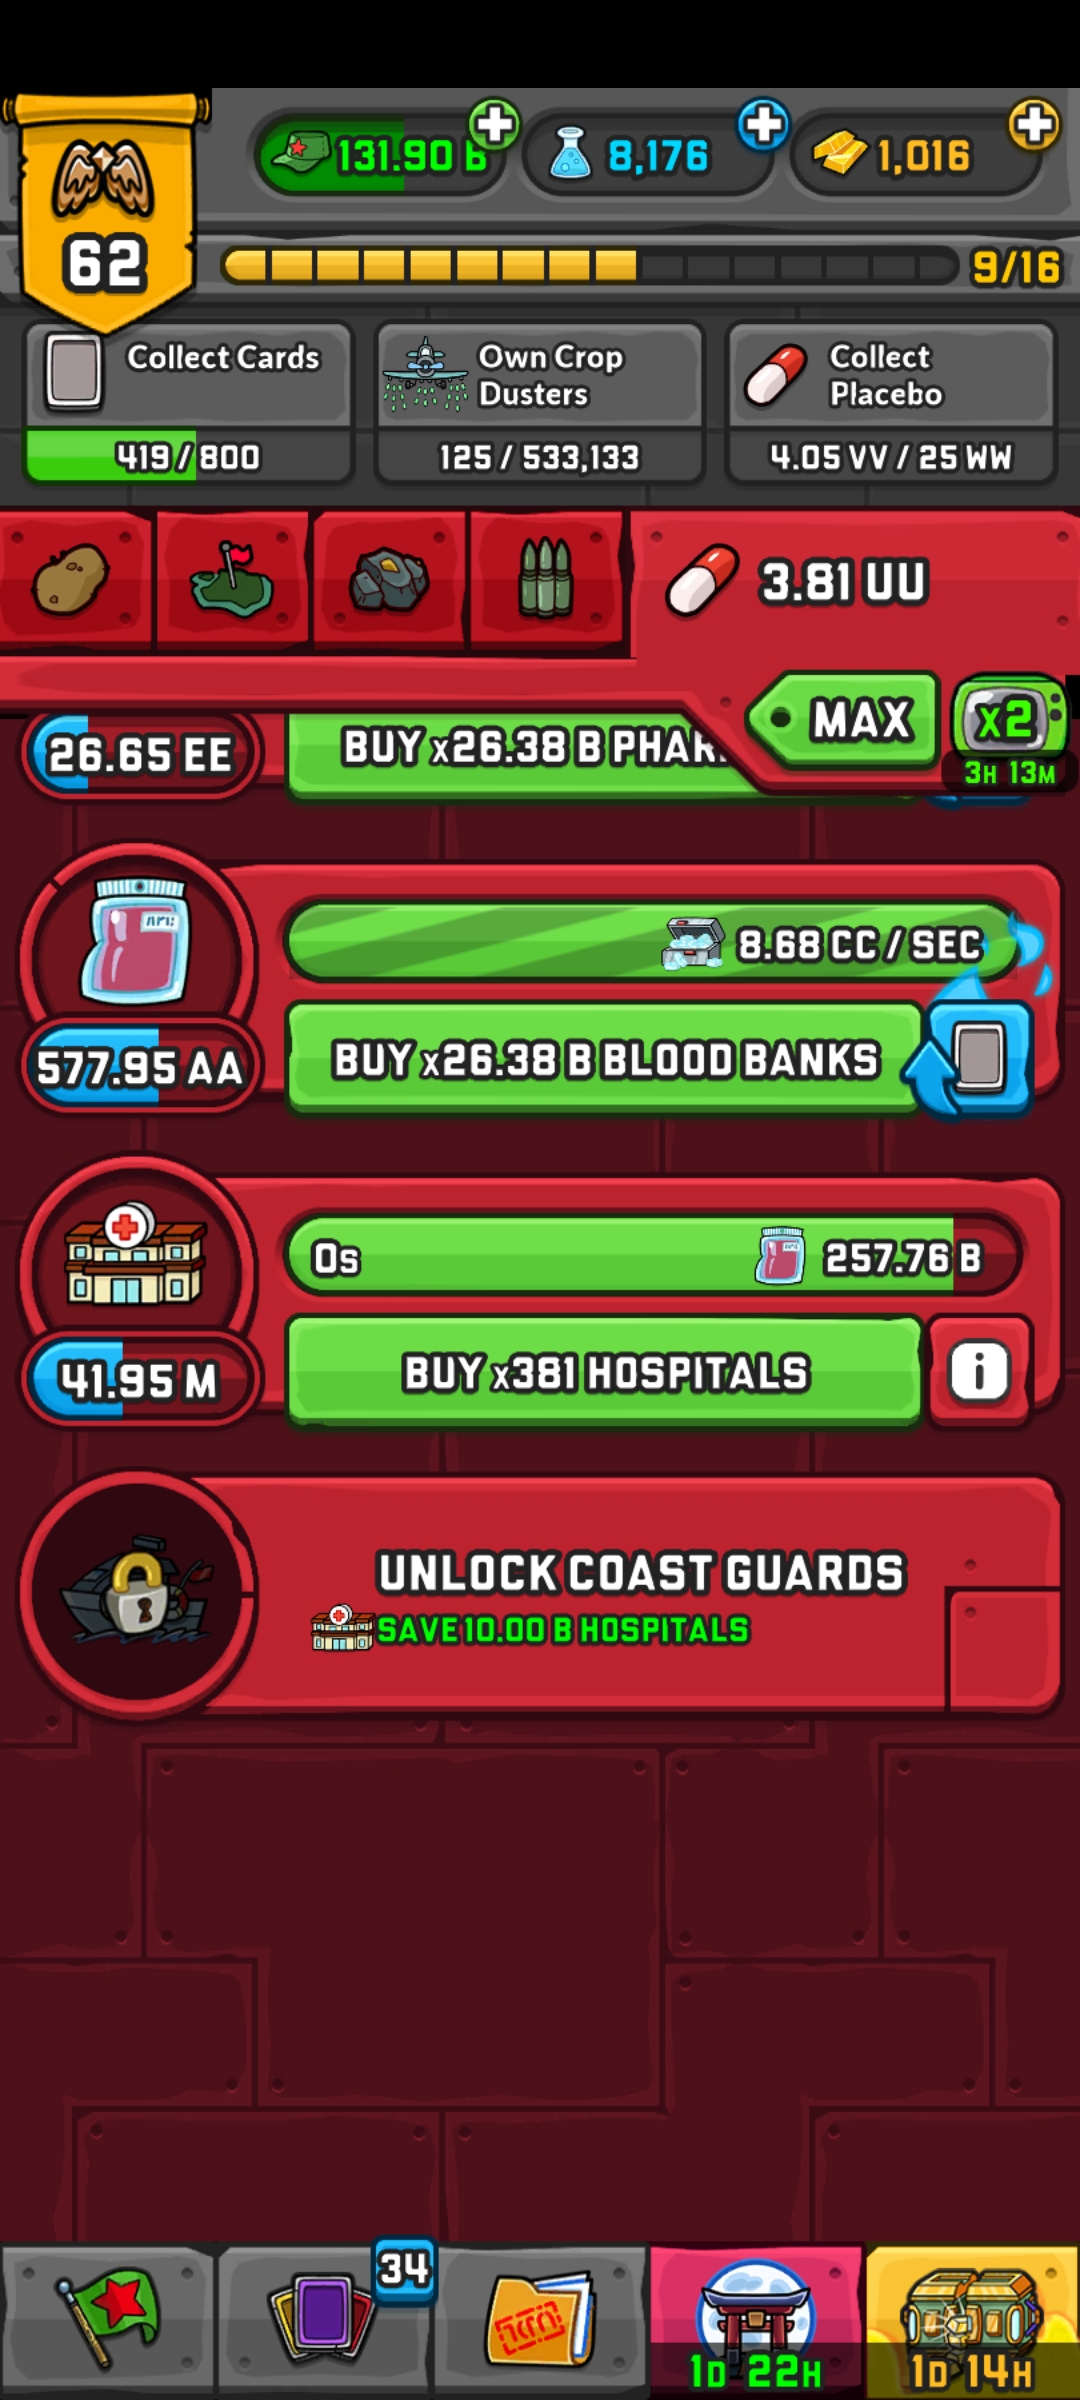 62
131.90 B
8,176
1,016
9/16
Collect Cards
419 / 800
Own Crop
Dusters
125 / 533,133
Collect
Placebo
4.05 VV / 25 WW
3.81 UU
MAX
x2
3H 13M
26.65 EE
BUY x26.38 B
8.68 CC / SEC
577.95 AA
BUY x26.38 B BLOOD BANKS
0s
257.76 B
41.95 M
BUY x381 HOSPITALS
i
UNLOCK COAST GUARDS
SAVE 10.00 B HOSPITALS
34
1D 22H
1D 14H